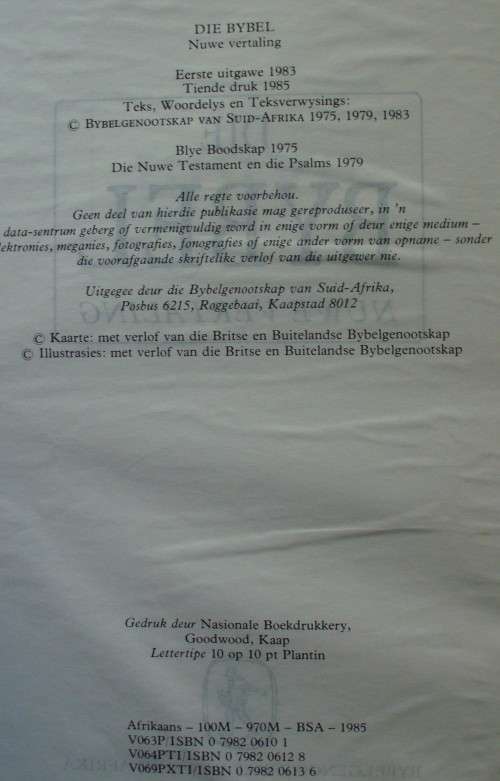 DIE BYBEL
Nuwe vertaling
Eerste uitgawe 1983
Tiende druk 1985
Teks, Woordelys en Teksverwysings:
© BYBELGENOOTSKAP VAN SUID-AFRIKA 1975, 1979, 1983
Blye Boodskap 1975
Die Nuwe Testament en die Psalms 1979
Alle regte voorbehou.
Geen deel van hierdie publikasie mag gereproduseer, in 'n
data-sentrum geberg of vermenigvuldig word in enige vorm of deur enige medium –
lektronies, meganies, fotografies, fonografies of enige ander vorm van opname – sonder
die voorafgaande skriftelike verlof van die uitgewer nie.
Uitgegee deur die Bybelgenootskap van Suid-Afrika,
Posbus 6215, Roggebaai, Kaapstad 8012
© Kaarte: met verlof van die Britse en Buitelandse Bybelgenootskap
© Illustrasies: met verlof van die Britse en Buitelandse Bybelgenootskap
Gedruk deur Nasionale Boekdrukkery,
Goodwood, Kaap
Lettertipe 10 op 10 pt Plantin
Afrikaans – 100M – 970M – BSA – 1985
V063P/ISBN 0 7982 0610 1
V064PTI/ISBN 0 7982 0612 8
V069PXTI/ISBN 0 7982 0613 6